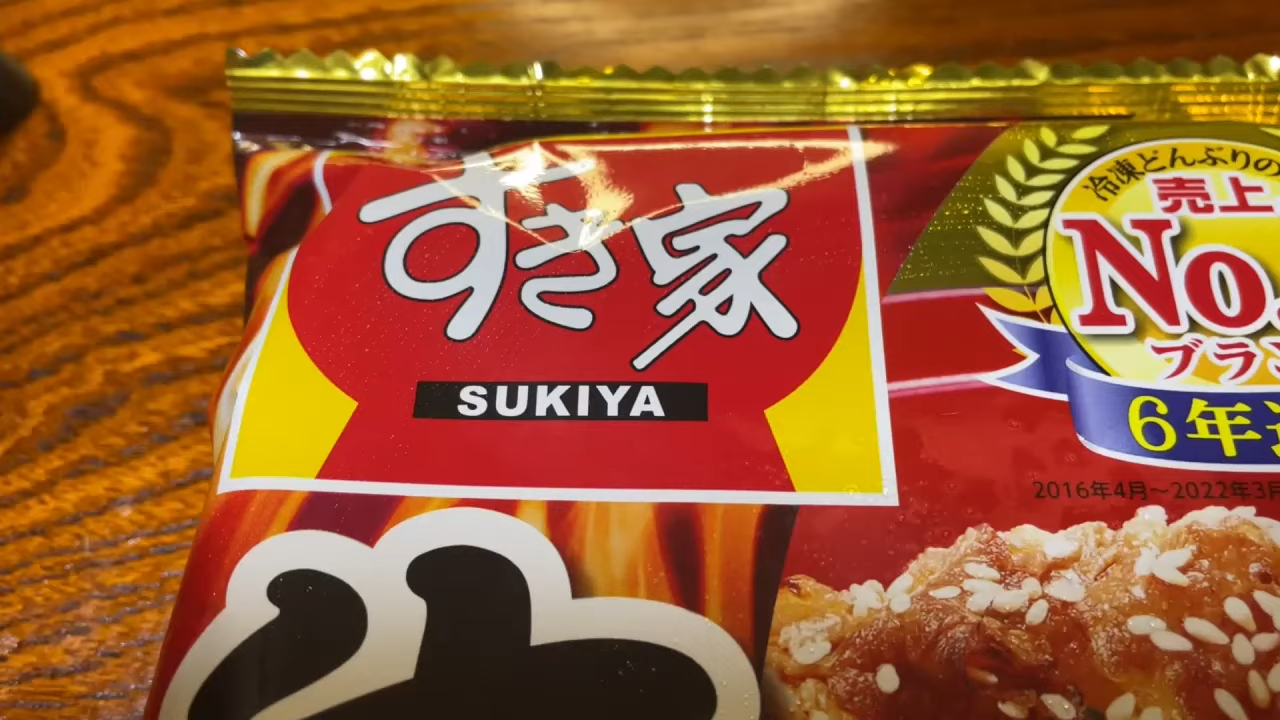 すき家
SUKIYA
冷凍どんぶりの
売上
No.
ブラン
6年
2016年4月～2022年3月